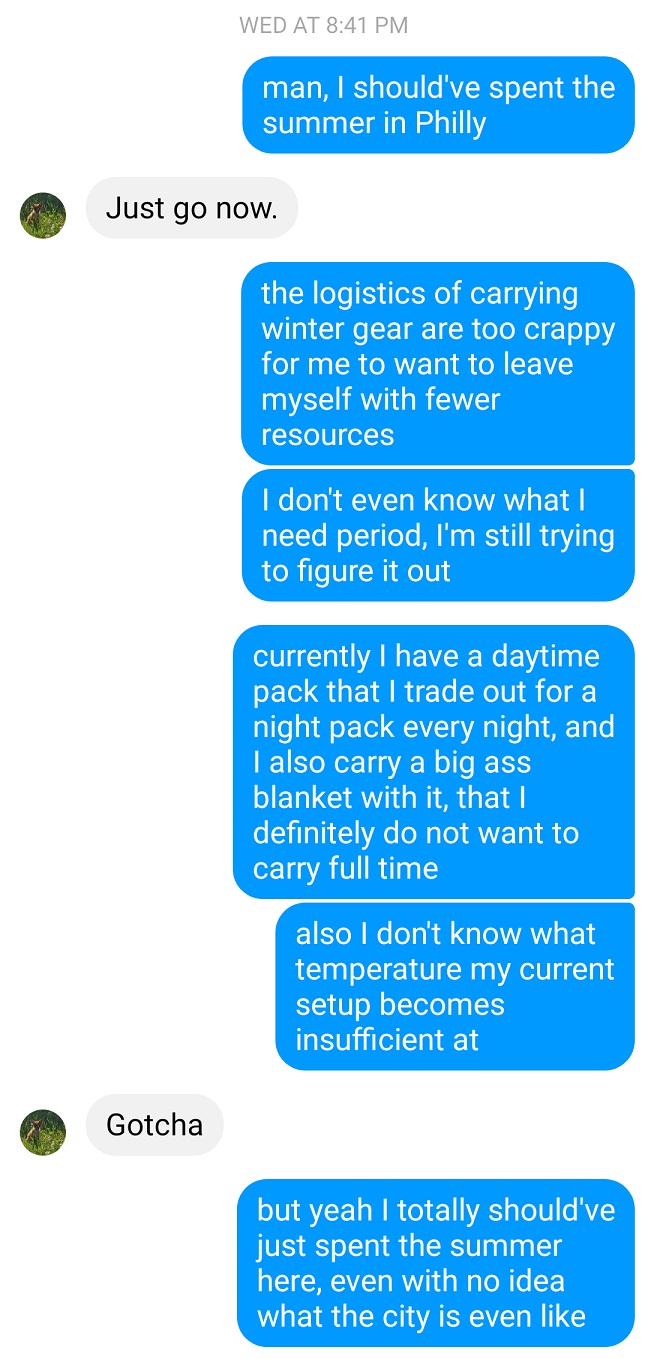 WED AT 8:41 PM
man, I should've spent the
summer in Philly
Just go now.
the logistics of carrying
winter gear are too crappy
for me to want to leave
myself with fewer
resources
I don't even know what I
need period, I'm still trying
to figure it out
currently I have a daytime
pack that I trade out for a
night pack every night, and
I also carry a big ass
blanket with it, that I
definitely do not want to
carry full time
also I don't know what
temperature my current
setup becomes
insufficient at
Gotcha
but yeah I totally should've
just spent the summer
here, even with no idea
what the city is even like